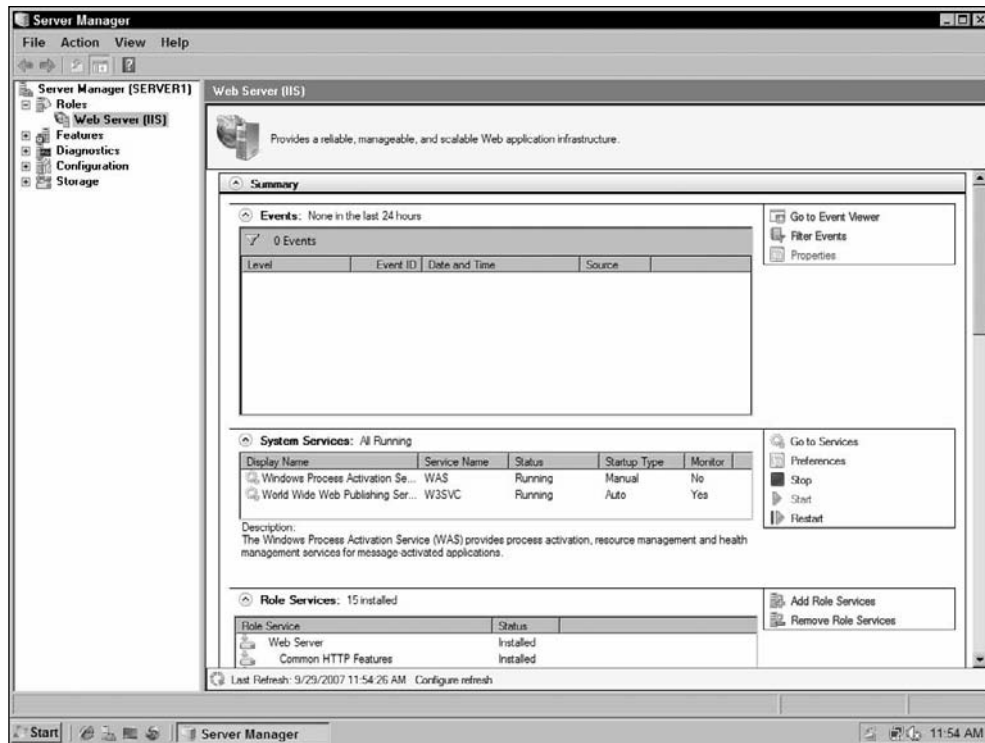 Server Manager
File Action View Help
Server Manager (SERVER1)
Roles
Web Server (IIS)
Features
Diagnostics
Configuration
Storage
Web Server (IIS)
Provides a reliable, manageable, and scalable Web application infrastructure.
Summary
Events: None in the last 24 hours
0 Events
Level Event ID Date and Time Source
Go to Event Viewer
Filter Events
Properties
System Services: All Running
Display Name Service Name Status Startup Type Monitor
Windows Process Activation Se... WAS Running Manual No
World Wide Web Publishing Ser... W3SVC Running Auto Yes
Description:
The Windows Process Activation Service (WAS) provides process activation, resource management and health
management services for message-activated applications.
Go to Services
Preferences
Stop
Start
Restart
Role Services: 15 installed
Role Service Status
Web Server Installed
Common HTTP Features Installed
Add Role Services
Remove Role Services
Last Refresh: 9/29/2007 11:54:26 AM Configure refresh
Start Server Manager 11:54 AM